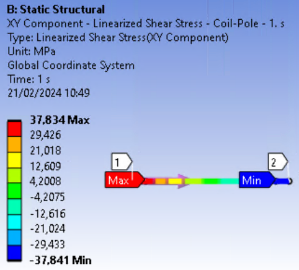 B: Static Structural
XY Component - Linearized Shear Stress - Coil-Pole - 1. s
Type: Linearized Shear Stress(XY Component)
Unit: MPa
Global Coordinate System
Time: 1 s
21/02/2024 10:49
37,834 Max
29,426
21,018
12,609
4,2008
-4,2075
-12,616
-21,024
-29,433
-37,841 Min
1
2
Max
Min